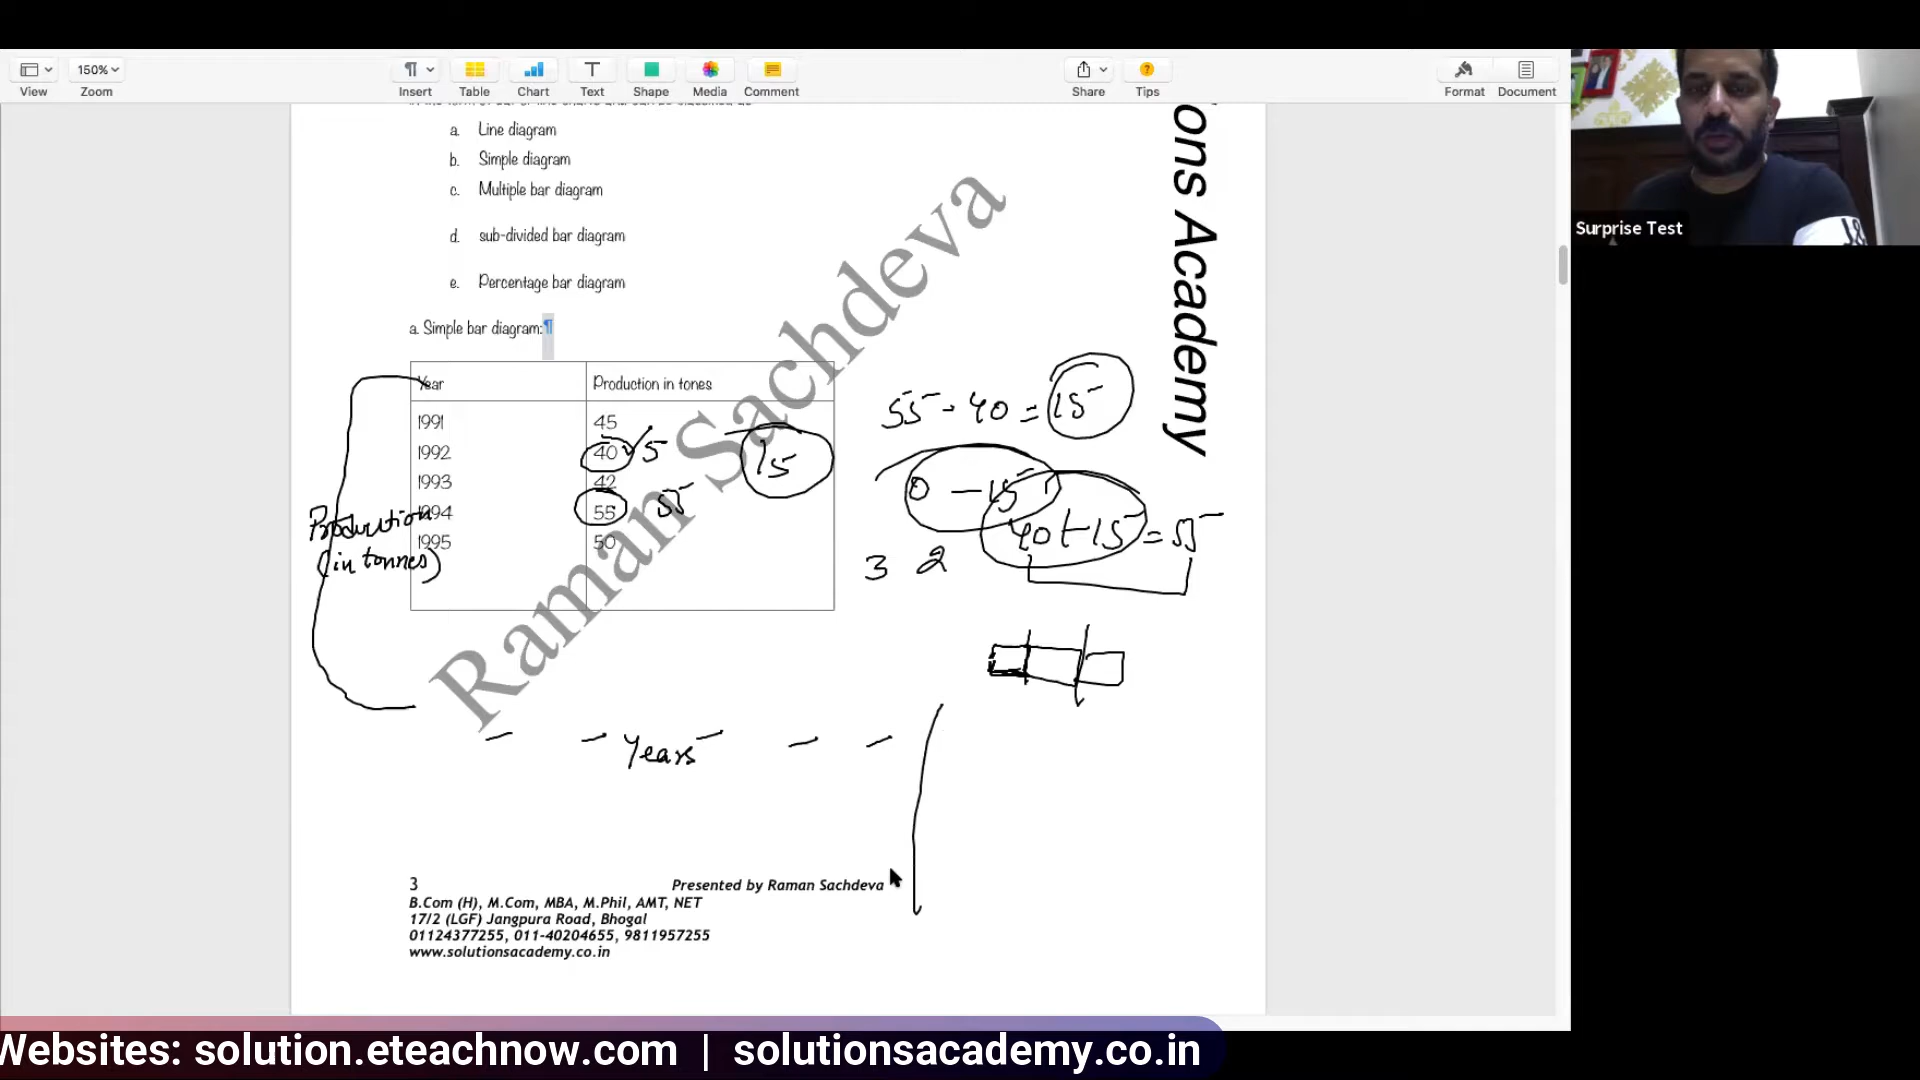 150%
View Zoom Insert Table Chart Text Shape Media Comment Share Tips Format Document
a. Line diagram
b. Simple diagram
c. Multiple bar diagram
d. sub-divided bar diagram
e. Percentage bar diagram
a. Simple bar diagram:¶
Year Production in tones
1991 45
1992 40 5
1993 42
1994 55 55
1995 50
15
55 - 40 = 15
0 - 15
40 + 15 = 55
3 2
Production
(in tonnes)
Years
Raman Sachdeva
ons Academy
Surprise Test
3 Presented by Raman Sachdeva
B.Com (H), M.Com, MBA, M.Phil, AMT, NET
17/2 (LGF) Jangpura Road, Bhogal
01124377255, 011-40204655, 9811957255
www.solutionsacademy.co.in
Websites: solution.eteachnow.com | solutionsacademy.co.in